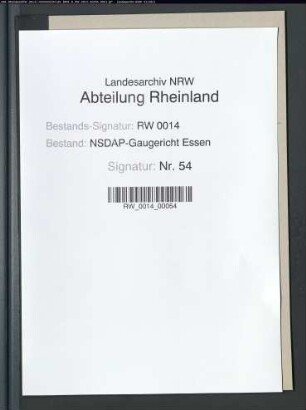 Landesarchiv NRW
Abteilung Rheinland
Bestands-Signatur: RW 0014
Bestand: NSDAP-Gaugericht Essen
Signatur: Nr. 54
RW_0014_00054